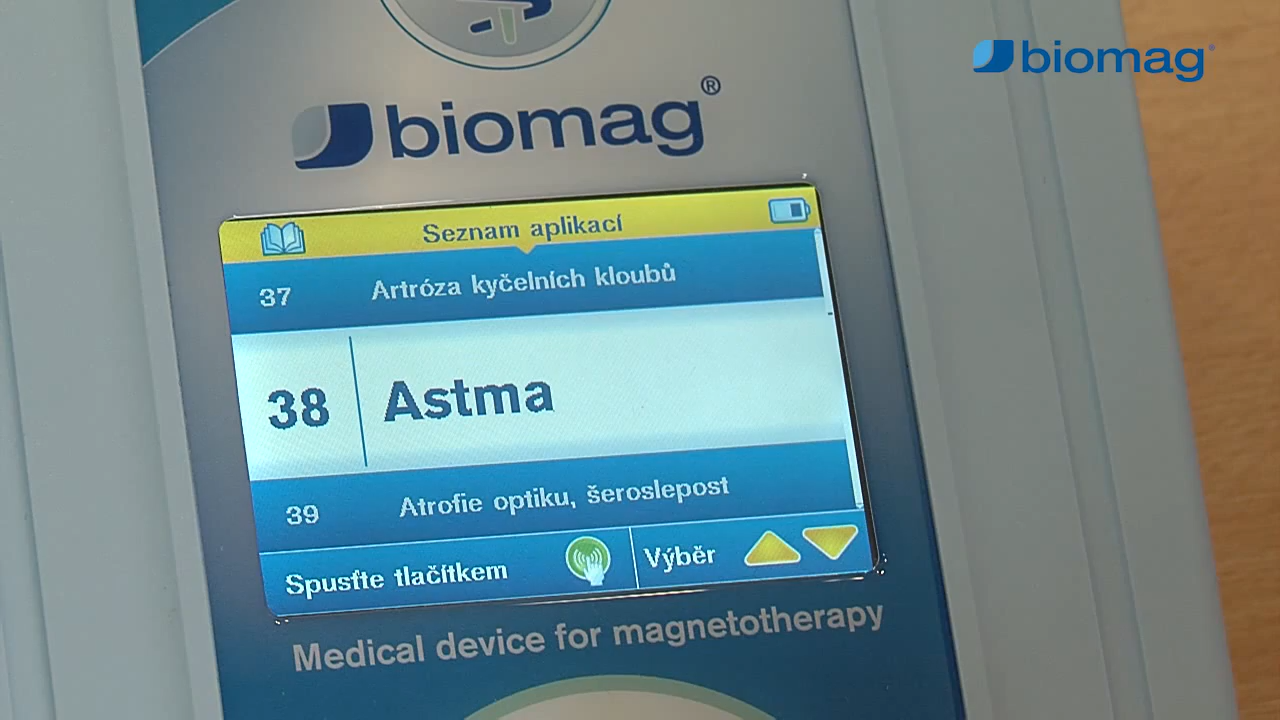 biomag®
biomag®
Seznam aplikací
37 Artróza kyčelních kloubů
38 Astma
39 Atrofie optiku, šeroslepost
Spusťte tlačítkem Výběr
Medical device for magnetotherapy